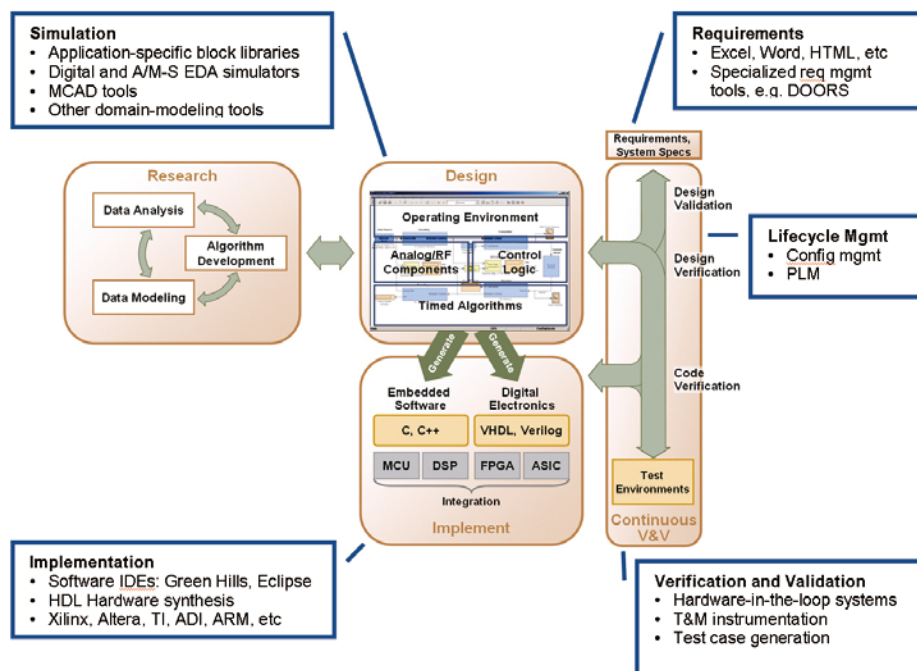 Simulation
• Application-specific block libraries
• Digital and A/M-S EDA simulators
• MCAD tools
• Other domain-modeling tools
Requirements
• Excel, Word, HTML, etc
• Specialized req mgmt
tools, e.g. DOORS
Requirements,
System Specs
Research
Data Analysis
Algorithm
Development
Data Modeling
Design
Operating Environment
Analog/RF
Components
Control
Logic
Timed Algorithms
Design
Validation
Design
Verification
Code
Verification
Lifecycle Mgmt
• Config mgmt
• PLM
Generate
Generate
Embedded
Software
Digital
Electronics
C, C++
VHDL, Verilog
MCU
DSP
FPGA
ASIC
Integration
Implement
Test
Environments
Continuous
V&V
Implementation
• Software IDEs: Green Hills, Eclipse
• HDL Hardware synthesis
• Xilinx, Altera, TI, ADI, ARM, etc
Verification and Validation
• Hardware-in-the-loop systems
• T&M instrumentation
• Test case generation